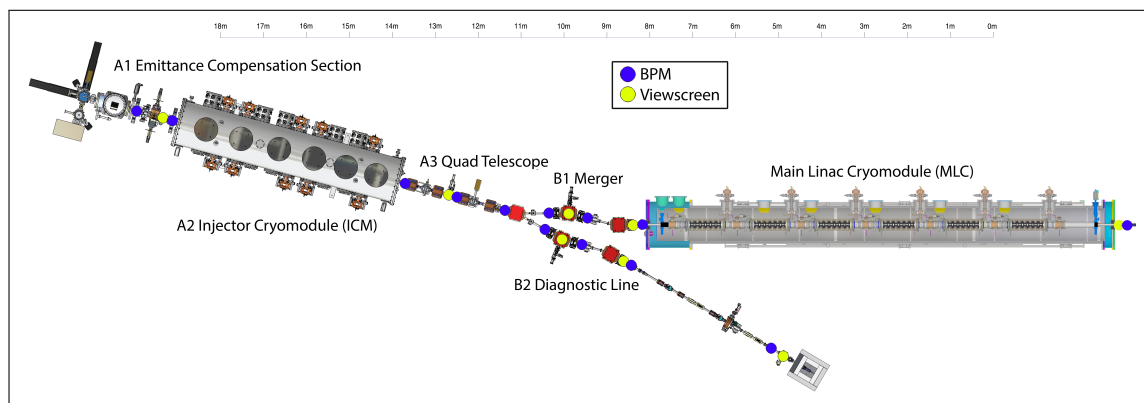 18m 17m 16m 15m 14m 13m 12m 11m 10m 9m 8m 7m 6m 5m 4m 3m 2m 1m 0m
A1 Emittance Compensation Section
BPM
Viewscreen
A3 Quad Telescope
B1 Merger
Main Linac Cryomodule (MLC)
A2 Injector Cryomodule (ICM)
B2 Diagnostic Line